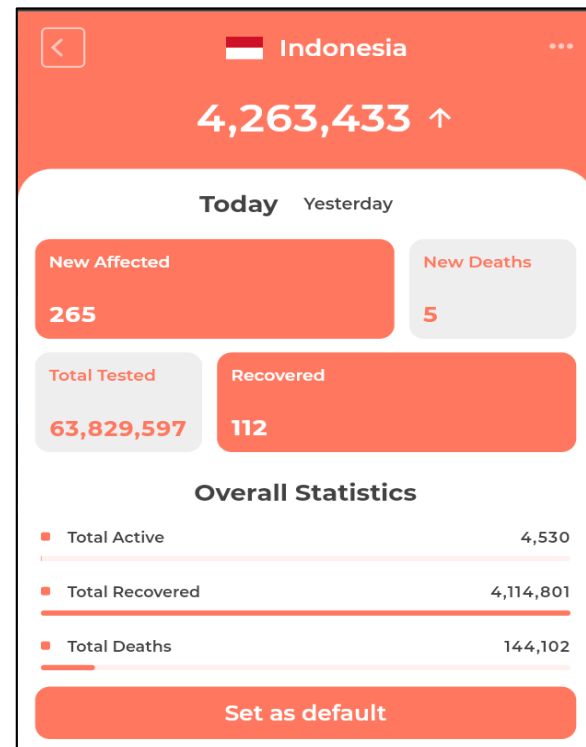 Indonesia
4,263,433 ↑
Today Yesterday
New Affected
265
New Deaths
5
Total Tested
63,829,597
Recovered
112
Overall Statistics
Total Active 4,530
Total Recovered 4,114,801
Total Deaths 144,102
Set as default